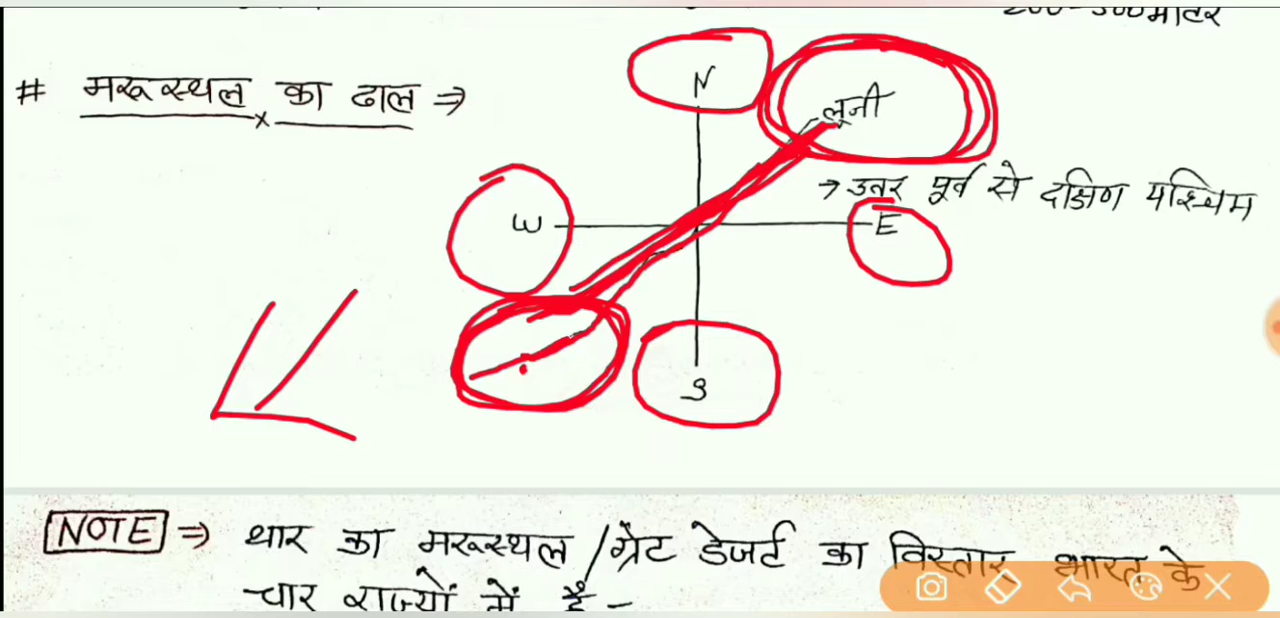 # मरूस्थल का ढाल ⇒
N
लूनी
→ उत्तर पूर्व से दक्षिण पश्चिम
W
E
S
NOTE ⇒ थार का मरूस्थल / ग्रेट डेजर्ट का विस्तार भारत के
चार राज्यों में है -